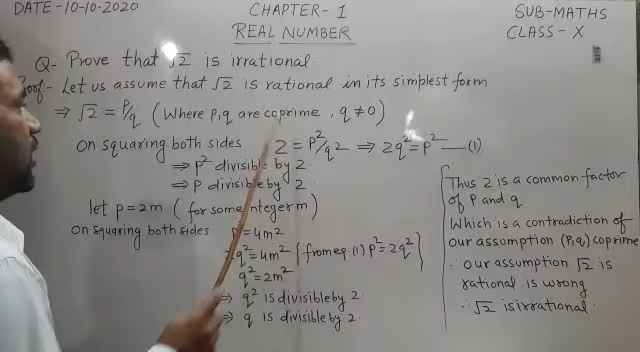 DATE-10-10-2020
CHAPTER-1
SUB-MATHS
REAL NUMBER
CLASS-X
Q- Prove that √2 is irrational.
Proof:- Let us assume that √2 is rational in its simplest form
⇒ √2 = P/q (Where P,q are coprime, q ≠ 0)
On squaring both sides 2 = P²/q² ⇒ 2q² = P² —(1)
⇒ P² divisible by 2.
⇒ P divisible by 2.
let P = 2m (for some integer m)
on squaring both sides P² = 4m²
2q² = 4m² {from eq. (1) P² = 2q²}
q² = 2m²
⇒ q² is divisible by 2.
⇒ q is divisible by 2.
Thus 2 is a common factor
of P and q
Which is a contradiction of
our assumption (P,q) coprime
∴ our assumption √2 is
rational is wrong
∴ √2 is irrational.